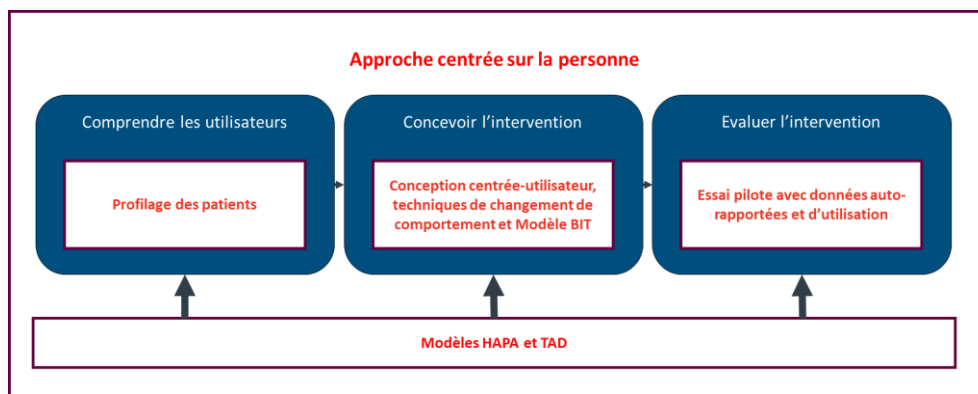 Approche centrée sur la personne
Comprendre les utilisateurs
Profilage des patients
Concevoir l'intervention
Conception centrée-utilisateur,
techniques de changement de
comportement et Modèle BIT
Evaluer l'intervention
Essai pilote avec données auto-
rapportées et d'utilisation
Modèles HAPA et TAD